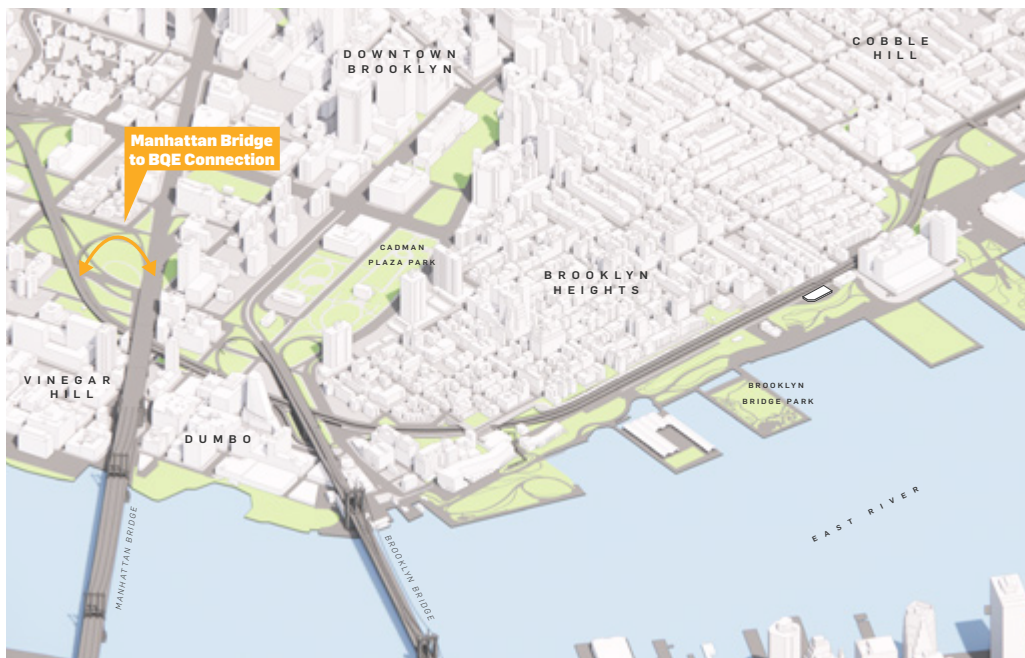 DOWNTOWN
BROOKLYN
COBBLE
HILL
Manhattan Bridge
to BQE Connection
CADMAN
PLAZA PARK
BROOKLYN
HEIGHTS
VINEGAR
HILL
BROOKLYN
BRIDGE PARK
DUMBO
EAST RIVER
MANHATTAN BRIDGE
BROOKLYN BRIDGE